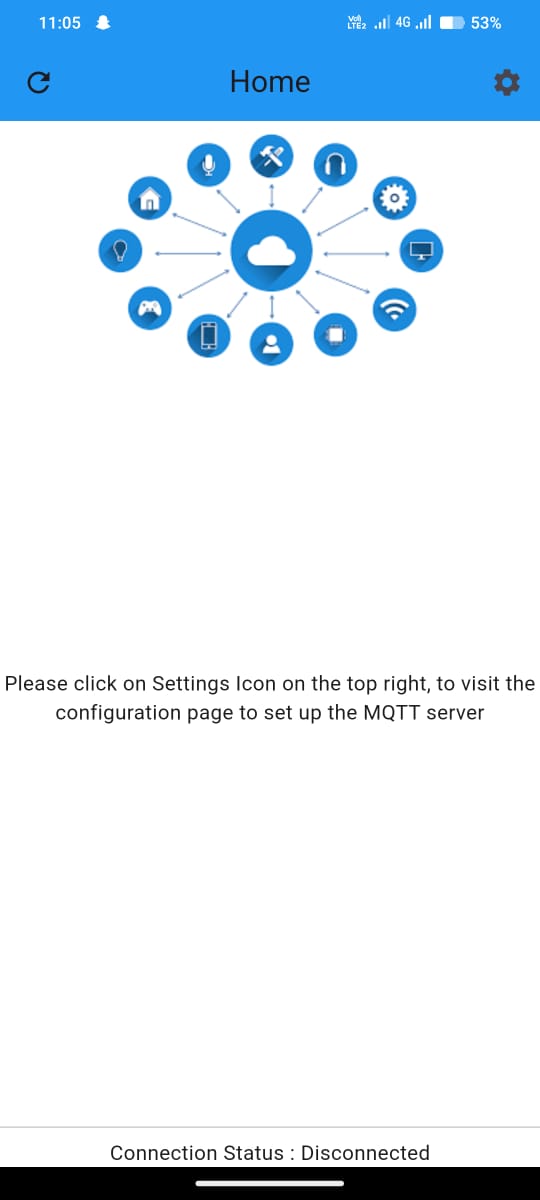 11:05
Vo)) LTE2 4G 53%
Home
Please click on Settings Icon on the top right, to visit the
configuration page to set up the MQTT server
Connection Status : Disconnected